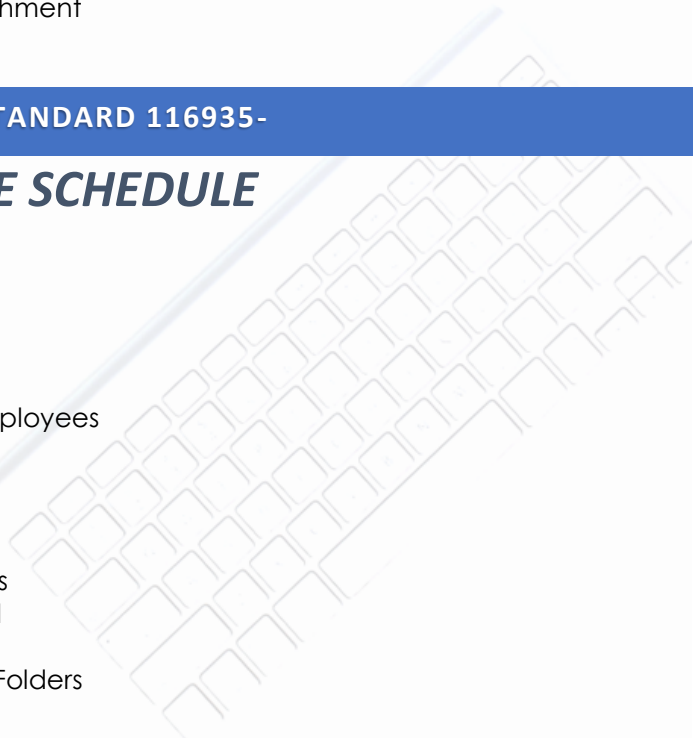 hment
TANDARD 116935-
E SCHEDULE
ployees
s
Folders